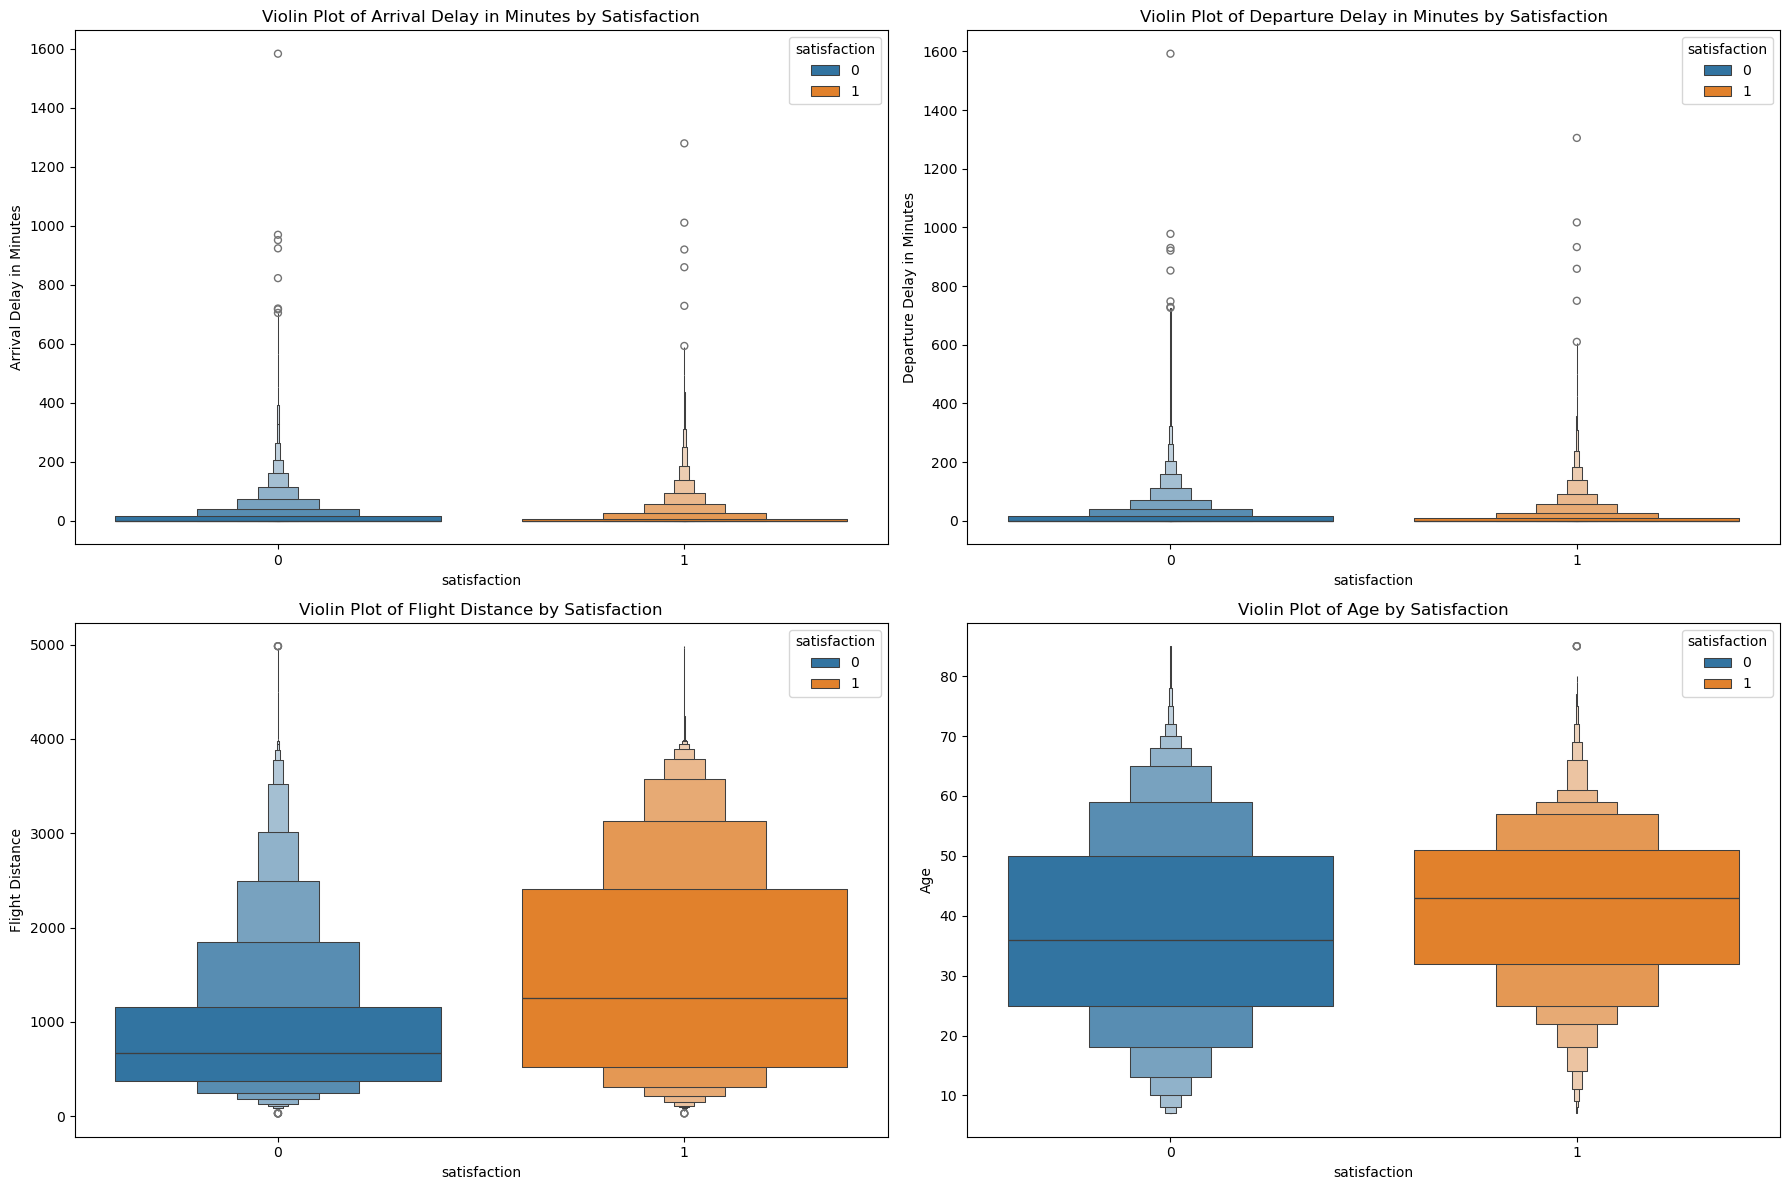 Violin Plot of Arrival Delay in Minutes by Satisfaction
Arrival Delay in Minutes
1600
1400
1200
1000
800
600
400
200
0
satisfaction
0
1
0 1
satisfaction
Violin Plot of Departure Delay in Minutes by Satisfaction
Departure Delay in Minutes
1600
1400
1200
1000
800
600
400
200
0
satisfaction
0
1
0 1
satisfaction
Violin Plot of Flight Distance by Satisfaction
Flight Distance
5000
4000
3000
2000
1000
0
satisfaction
0
1
0 1
satisfaction
Violin Plot of Age by Satisfaction
Age
80
70
60
50
40
30
20
10
satisfaction
0
1
0 1
satisfaction